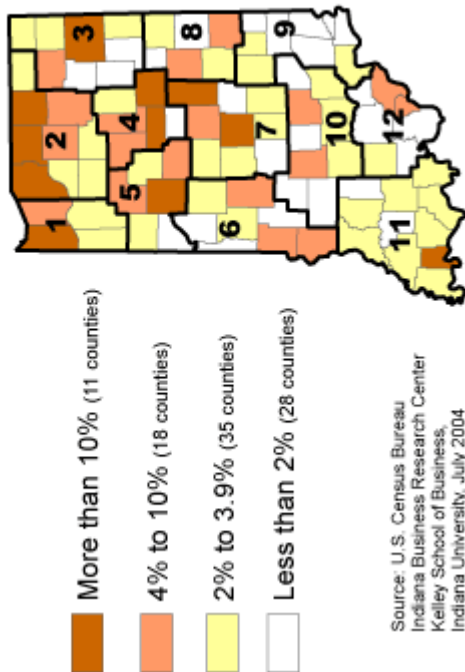 More than 10% (11 counties)
4% to 10% (18 counties)
2% to 3.9% (35 counties)
Less than 2% (28 counties)
Source: U.S. Census Bureau
Indiana Business Research Center
Kelley School of Business,
Indiana University, July 2004
1
2
3
4
5
6
7
8
9
10
11
12